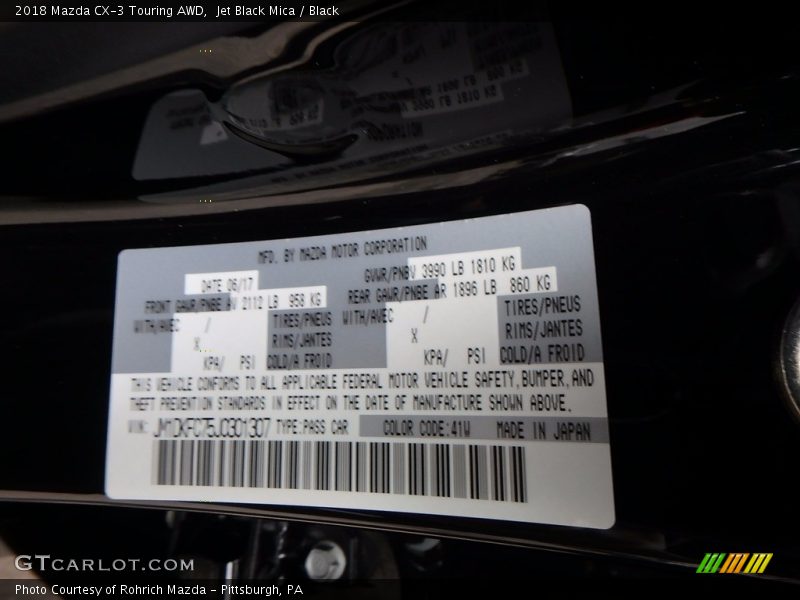 2018 Mazda CX-3 Touring AWD,  Jet Black Mica / Black
MFD. BY MAZDA MOTOR CORPORATION
DATE 06/17 GVWR/PNBV 3990 LB 1810 KG
FRONT GAWR/PNBE AV 2112 LB 958 KG REAR GAWR/PNBE AR 1896 LB 860 KG
WITH/AVEC / TIRES/PNEUS WITH/AVEC / TIRES/PNEUS
X RIMS/JANTES X RIMS/JANTES
KPA/ PSI COLD/A FROID KPA/ PSI COLD/A FROID
THIS VEHICLE CONFORMS TO ALL APPLICABLE FEDERAL MOTOR VEHICLE SAFETY,BUMPER,AND
THEFT PREVENTION STANDARDS IN EFFECT ON THE DATE OF MANUFACTURE SHOWN ABOVE.
VIN: JM1DKFC75J0301307 TYPE:PASS CAR COLOR CODE:41W MADE IN JAPAN
GTCARLOT.COM
Photo Courtesy of Rohrich Mazda - Pittsburgh, PA